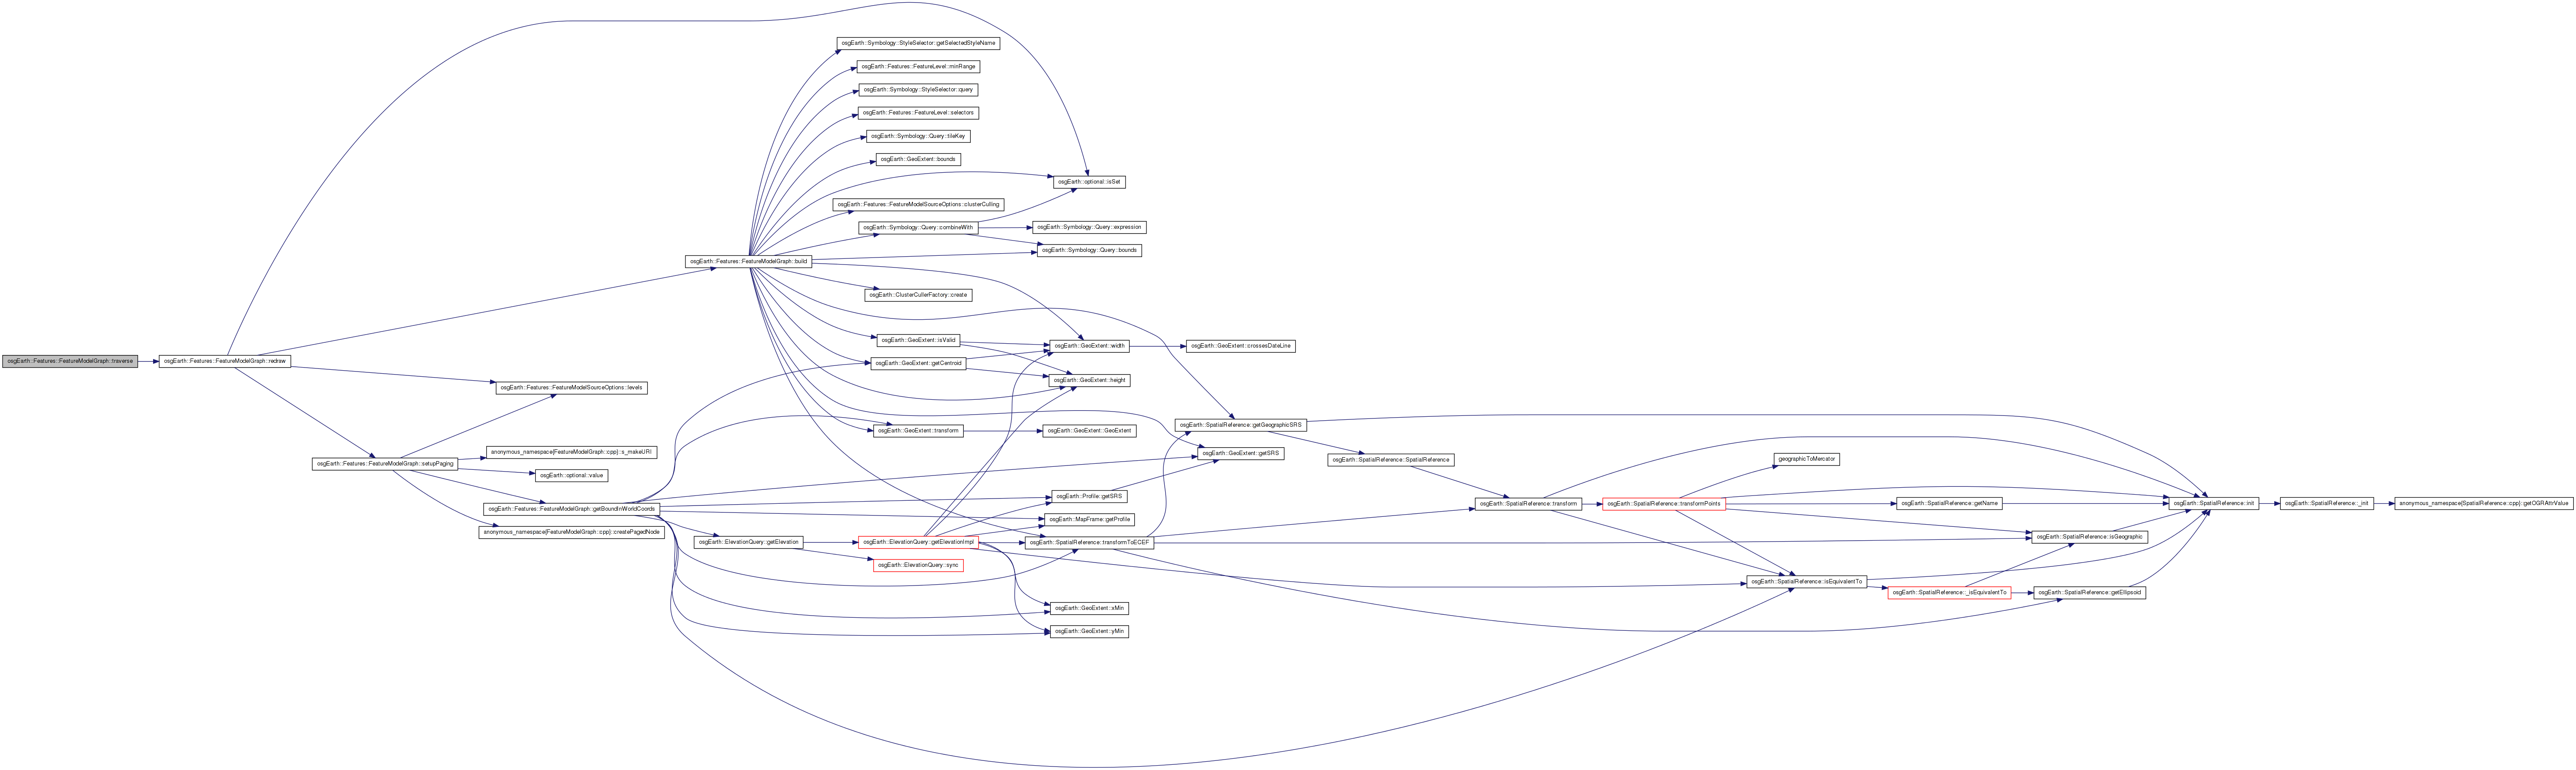 osgEarth::Symbology::StyleSelector::getSelectedStyleName
osgEarth::Features::FeatureLevel::minRange
osgEarth::Symbology::StyleSelector::query
osgEarth::Features::FeatureLevel::selectors
osgEarth::Symbology::Query::tileKey
osgEarth::GeoExtent::bounds
osgEarth::optional::isSet
osgEarth::Features::FeatureModelSourceOptions::clusterCulling
osgEarth::Symbology::Query::combineWith
osgEarth::Symbology::Query::expression
osgEarth::Symbology::Query::bounds
osgEarth::Features::FeatureModelGraph::build
osgEarth::ClusterCullerFactory::create
osgEarth::GeoExtent::isValid
osgEarth::GeoExtent::width
osgEarth::GeoExtent::crossesDateLine
osgEarth::Features::FeatureModelGraph::traverse
osgEarth::Features::FeatureModelGraph::redraw
osgEarth::GeoExtent::getCentroid
osgEarth::GeoExtent::height
osgEarth::Features::FeatureModelSourceOptions::levels
osgEarth::SpatialReference::getGeographicSRS
osgEarth::GeoExtent::transform
osgEarth::GeoExtent::GeoExtent
anonymous_namespace{FeatureModelGraph::cpp}::s_makeURI
osgEarth::GeoExtent::getSRS
osgEarth::SpatialReference::SpatialReference
geographicToMercator
osgEarth::Features::FeatureModelGraph::setupPaging
osgEarth::optional::value
osgEarth::Profile::getSRS
osgEarth::SpatialReference::transform
osgEarth::SpatialReference::transformPoints
osgEarth::SpatialReference::getName
osgEarth::SpatialReference::init
osgEarth::SpatialReference::_init
anonymous_namespace{SpatialReference::cpp}::getOGRAttrValue
osgEarth::Features::FeatureModelGraph::getBoundInWorldCoords
osgEarth::MapFrame::getProfile
anonymous_namespace{FeatureModelGraph::cpp}::createPagedNode
osgEarth::ElevationQuery::getElevation
osgEarth::ElevationQuery::getElevationImpl
osgEarth::SpatialReference::transformToECEF
osgEarth::SpatialReference::isGeographic
osgEarth::ElevationQuery::sync
osgEarth::SpatialReference::isEquivalentTo
osgEarth::SpatialReference::_isEquivalentTo
osgEarth::SpatialReference::getEllipsoid
osgEarth::GeoExtent::xMin
osgEarth::GeoExtent::yMin